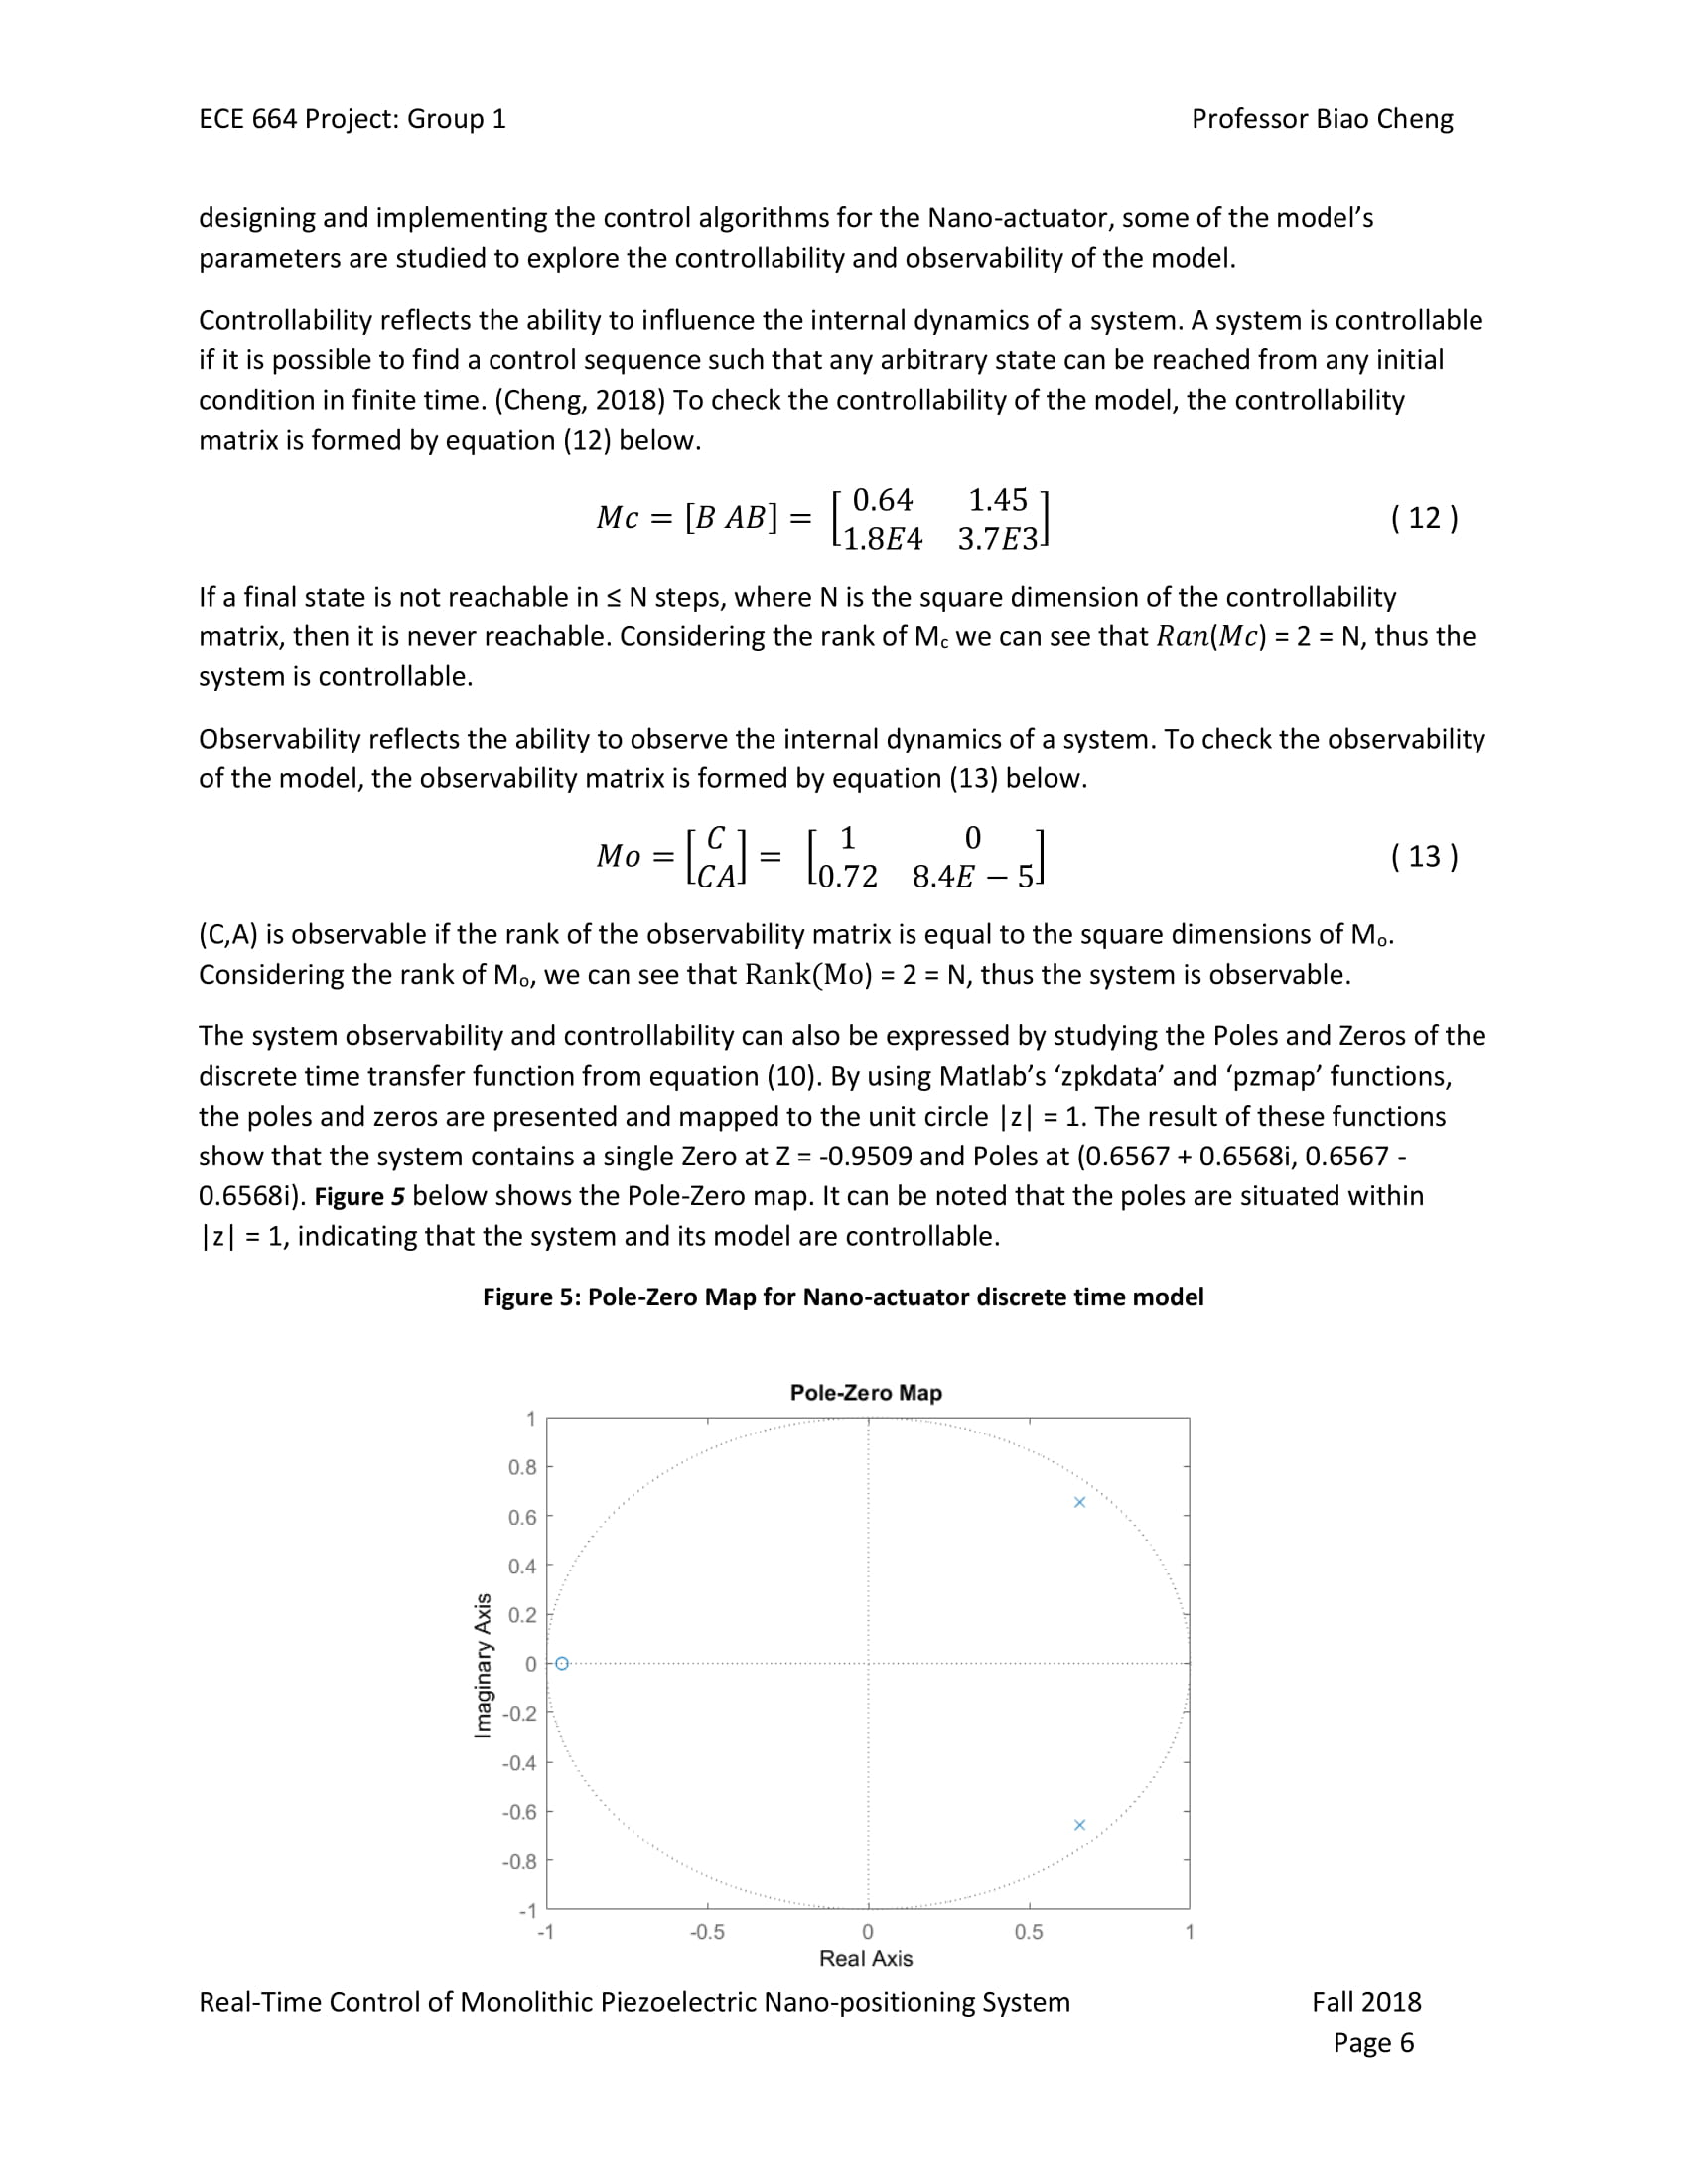 ECE 664 Project: Group 1 Professor Biao Cheng
designing and implementing the control algorithms for the Nano-actuator, some of the model’s
parameters are studied to explore the controllability and observability of the model.
Controllability reflects the ability to influence the internal dynamics of a system. A system is controllable
if it is possible to find a control sequence such that any arbitrary state can be reached from any initial
condition in finite time. (Cheng, 2018) To check the controllability of the model, the controllability
matrix is formed by equation (12) below.
Mc = [B AB] = [0.64 1.45
1.8E4 3.7E3] ( 12 )
If a final state is not reachable in ≤ N steps, where N is the square dimension of the controllability
matrix, then it is never reachable. Considering the rank of Mc we can see that Ran(Mc) = 2 = N, thus the
system is controllable.
Observability reflects the ability to observe the internal dynamics of a system. To check the observability
of the model, the observability matrix is formed by equation (13) below.
Mo = [C
CA] = [1 0
0.72 8.4E − 5] ( 13 )
(C,A) is observable if the rank of the observability matrix is equal to the square dimensions of Mo.
Considering the rank of Mo, we can see that Rank(Mo) = 2 = N, thus the system is observable.
The system observability and controllability can also be expressed by studying the Poles and Zeros of the
discrete time transfer function from equation (10). By using Matlab’s ‘zpkdata’ and ‘pzmap’ functions,
the poles and zeros are presented and mapped to the unit circle |z| = 1. The result of these functions
show that the system contains a single Zero at Z = -0.9509 and Poles at (0.6567 + 0.6568i, 0.6567 -
0.6568i). Figure 5 below shows the Pole-Zero map. It can be noted that the poles are situated within
|z| = 1, indicating that the system and its model are controllable.
Figure 5: Pole-Zero Map for Nano-actuator discrete time model
Pole-Zero Map
1
0.8
0.6
0.4
0.2
0
-0.2
-0.4
-0.6
-0.8
-1
Imaginary Axis
-1 -0.5 0 0.5 1
Real Axis
Real-Time Control of Monolithic Piezoelectric Nano-positioning System Fall 2018
Page 6